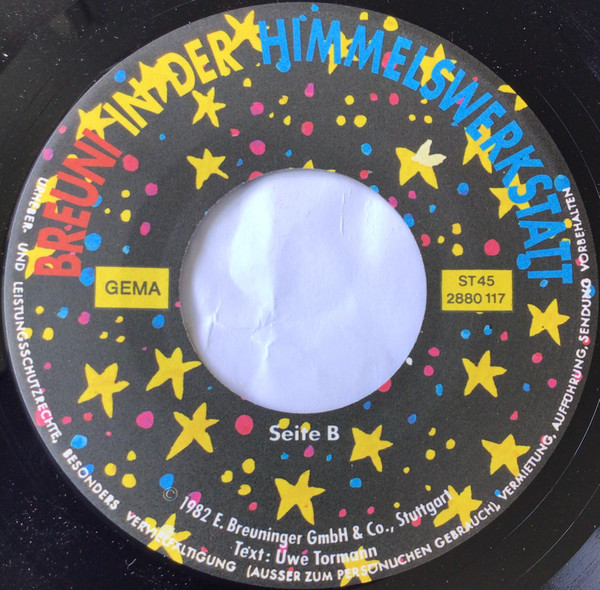 BREUNI IN DER HIMMELSWERKSTATT
GEMA
ST45
2880 117
Seite B
© 1982 E. Breuninger GmbH & Co., Stuttgart
Text: Uwe Tormann
URHEBER- UND LEISTUNGSSCHUTZRECHTE, BESONDERS VERVIELFÄLTIGUNG (AUSSER ZUM PERSÖNLICHEN GEBRAUCH), VERMIETUNG, AUFFÜHRUNG, SENDUNG VORBEHALTEN